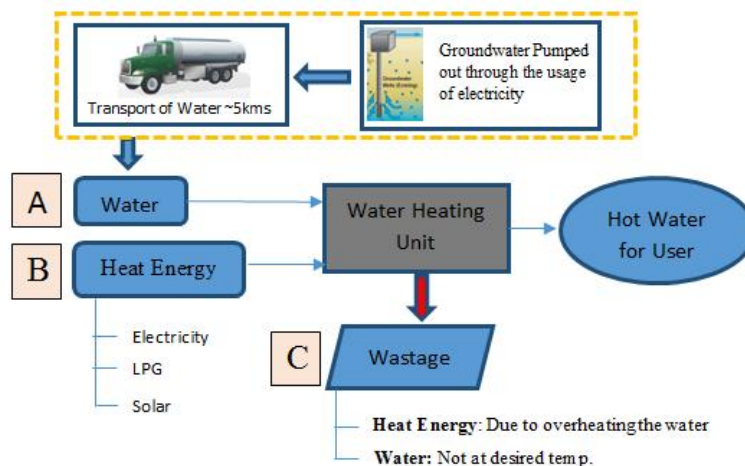 Groundwater Pumped
out through the usage
of electricity
Transport of Water ~5kms
A
Water
B
Heat Energy
Electricity
LPG
Solar
Water Heating
Unit
Hot Water
for User
C
Wastage
Heat Energy: Due to overheating the water
Water: Not at desired temp.